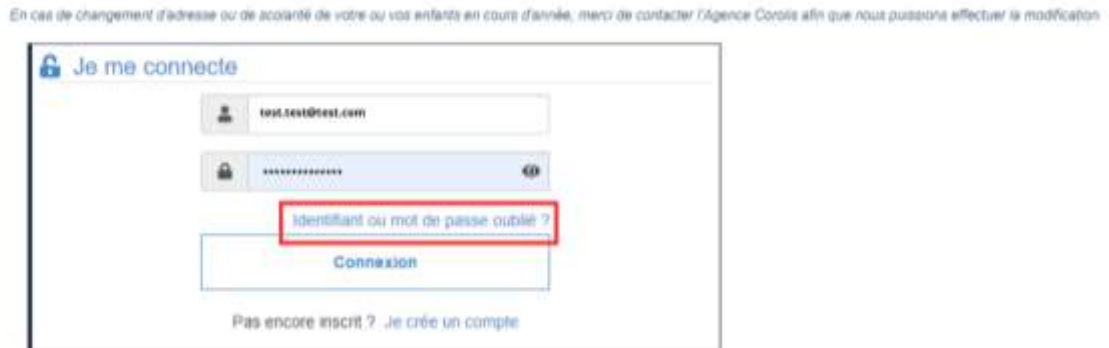 En cas de changement d'adresse ou de scolarité de votre ou vos enfants en cours d'année, merci de contacter l'Agence Corolis afin que nous puissions effectuer la modification
Je me connecte
test.test@test.com
••••••••••••••
Identifiant ou mot de passe oublié ?
Connexion
Pas encore inscrit ? Je crée un compte